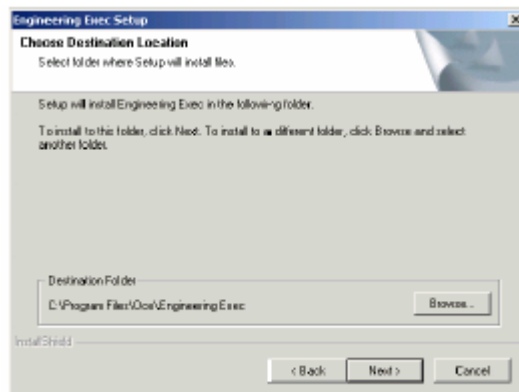 Engineering Exec Setup
Choose Destination Location
Select folder where Setup will install files.
Setup will install Engineering Exec in the following folder.
To install to this folder, click Next. To install to a different folder, click Browse and select
another folder.
Destination Folder
C:\Program Files\Oce\Engineering Exec
Browse...
InstallShield
< Back
Next >
Cancel